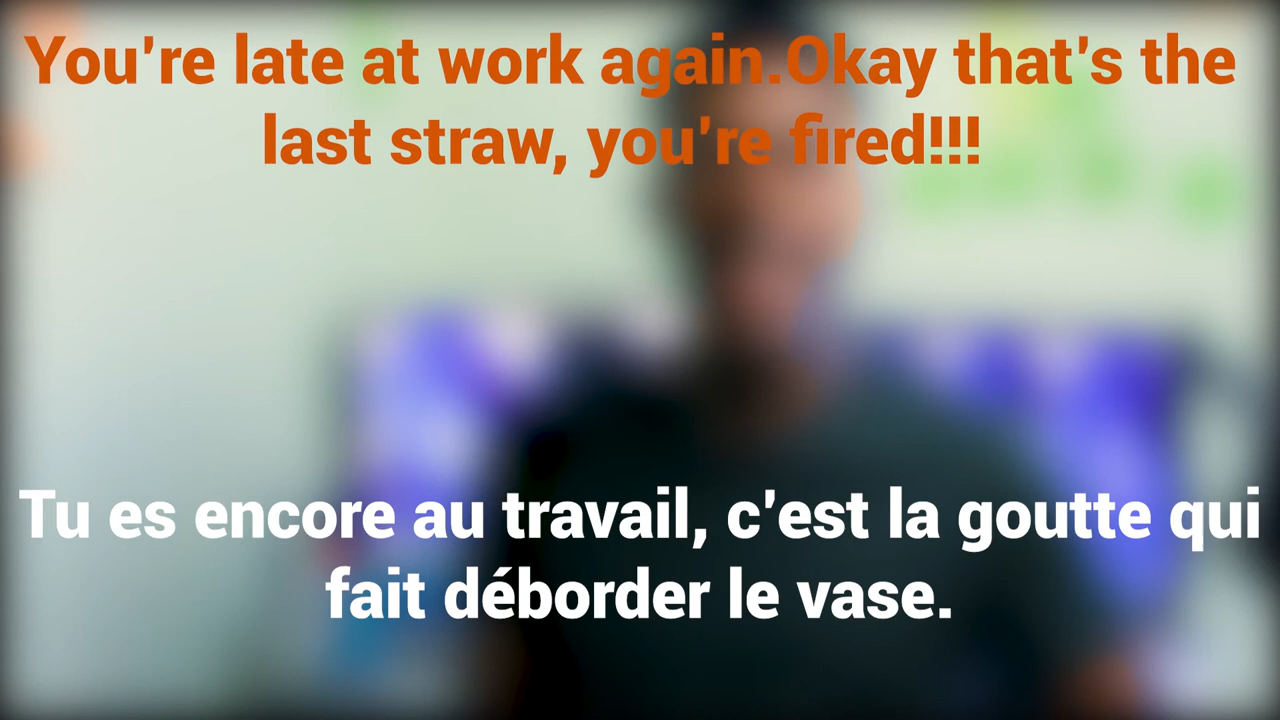 You're late at work again.Okay that's the
last straw, you're fired!!!
Tu es encore au travail, c'est la goutte qui
fait déborder le vase.